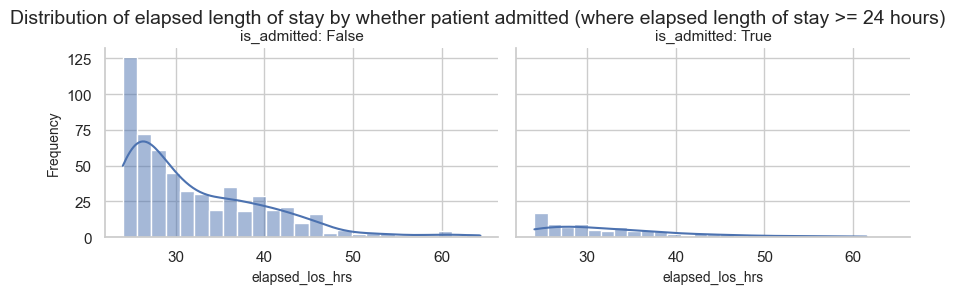 Distribution of elapsed length of stay by whether patient admitted (where elapsed length of stay >= 24 hours)
is_admitted: False
is_admitted: True
125
100
75
50
25
0
Frequency
30 40 50 60
30 40 50 60
elapsed_los_hrs
elapsed_los_hrs